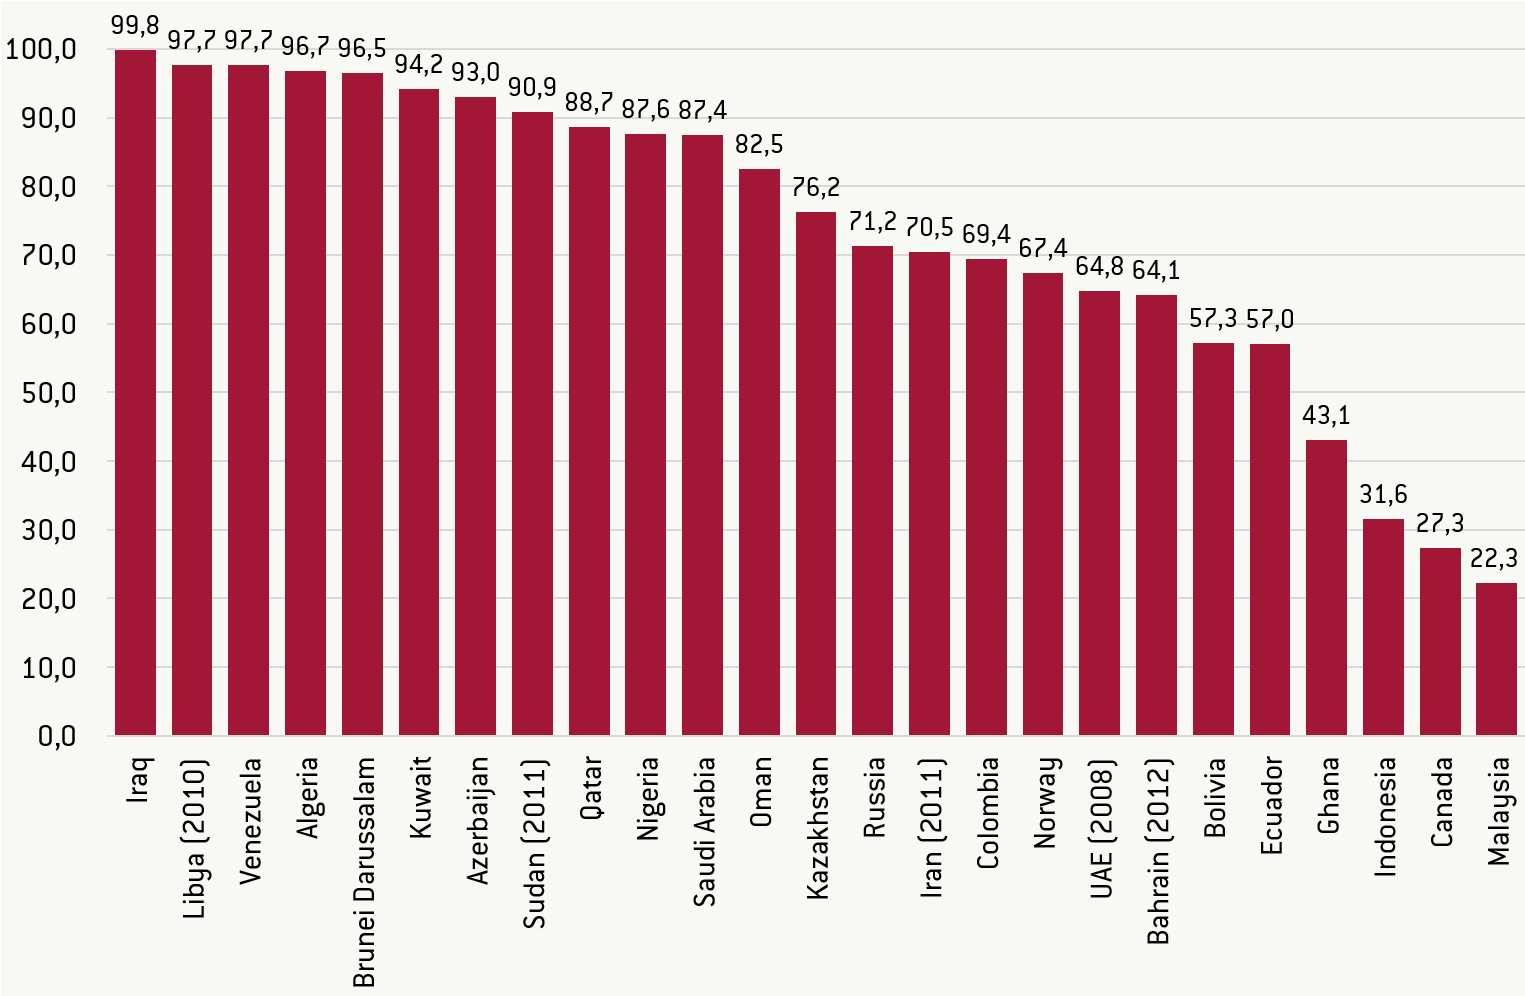 100,0
90,0
80,0
70,0
60,0
50,0
40,0
30,0
20,0
10,0
0,0
99,8
97,7
97,7
96,7
96,5
94,2
93,0
90,9
88,7
87,6
87,4
82,5
76,2
71,2
70,5
69,4
67,4
64,8
64,1
57,3
57,0
43,1
31,6
27,3
22,3
Iraq
Libya (2010)
Venezuela
Algeria
Brunei Darussalam
Kuwait
Azerbaijan
Sudan (2011)
Qatar
Nigeria
Saudi Arabia
Oman
Kazakhstan
Russia
Iran (2011)
Colombia
Norway
UAE (2008)
Bahrain (2012)
Bolivia
Ecuador
Ghana
Indonesia
Canada
Malaysia